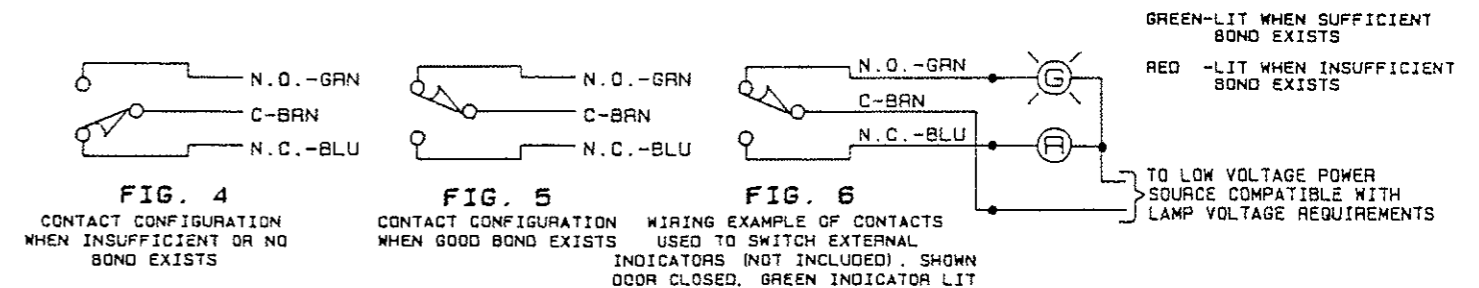 GREEN-LIT WHEN SUFFICIENT
BOND EXISTS
RED -LIT WHEN INSUFFICIENT
BOND EXISTS
N.O.-GRN
C-BRN
N.C.-BLU
FIG. 4
CONTACT CONFIGURATION
WHEN INSUFFICIENT OR NO
BOND EXISTS
N.O.-GRN
C-BRN
N.C.-BLU
FIG. 5
CONTACT CONFIGURATION
WHEN GOOD BOND EXISTS
N.O.-GRN
C-BRN
N.C.-BLU
G
R
FIG. 6
WIRING EXAMPLE OF CONTACTS
USED TO SWITCH EXTERNAL
INDICATORS (NOT INCLUDED). SHOWN
DOOR CLOSED, GREEN INDICATOR LIT
TO LOW VOLTAGE POWER
SOURCE COMPATIBLE WITH
LAMP VOLTAGE REQUIREMENTS